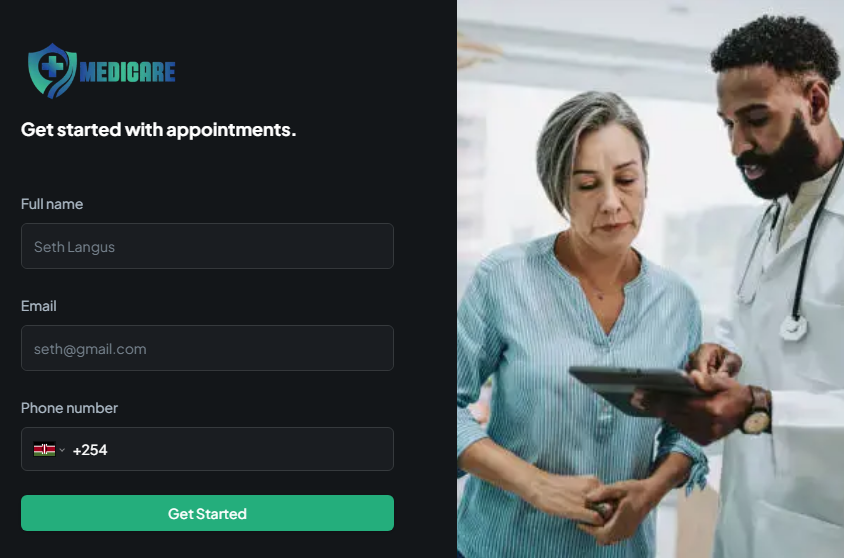 MEDICARE
Get started with appointments.
Full name
Seth Langus
Email
seth@gmail.com
Phone number
+254
Get Started